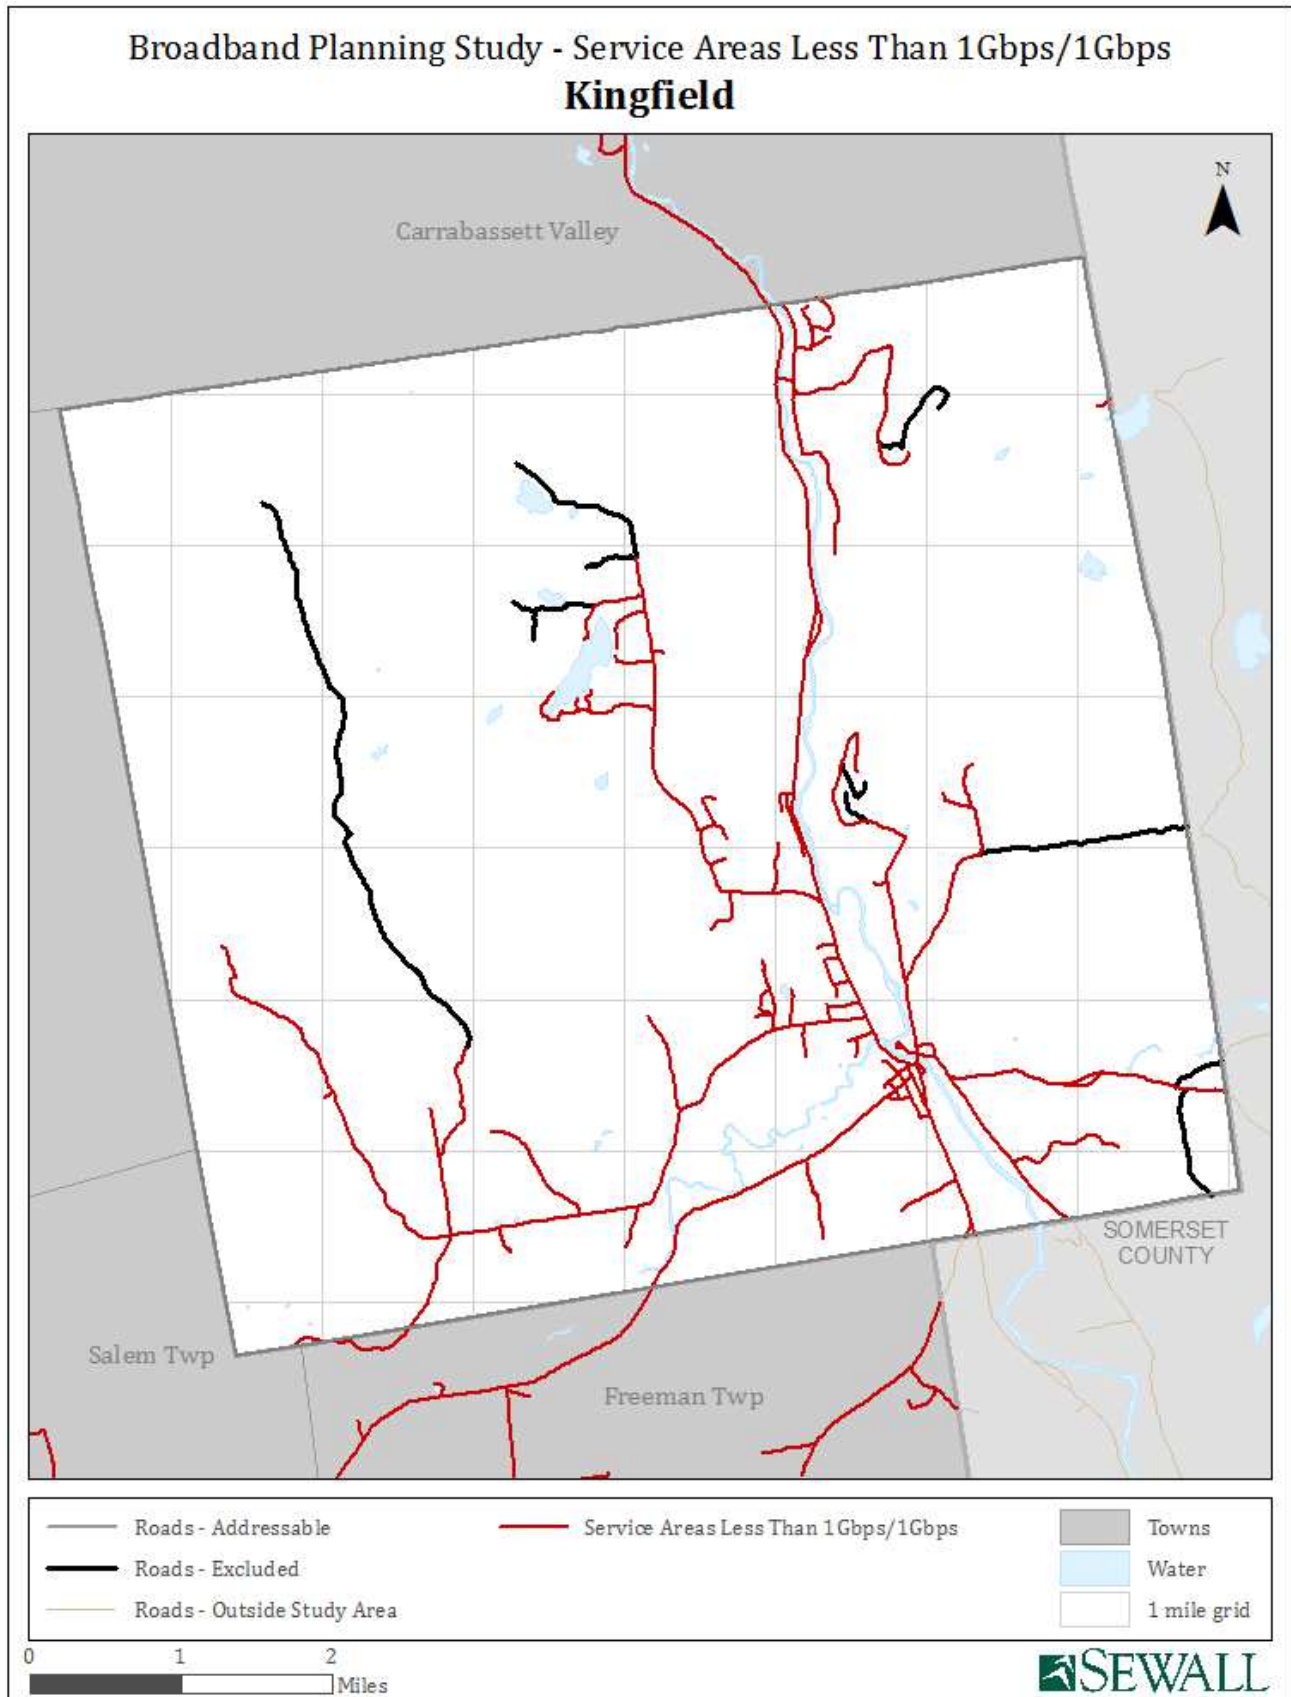 Broadband Planning Study - Service Areas Less Than 1Gbps/1Gbps
Kingfield
N
Carrabassett Valley
SOMERSET
COUNTY
Salem Twp
Freeman Twp
Roads - Addressable
Service Areas Less Than 1Gbps/1Gbps
Towns
Roads - Excluded
Water
Roads - Outside Study Area
1 mile grid
0 1 2
Miles
SEWALL